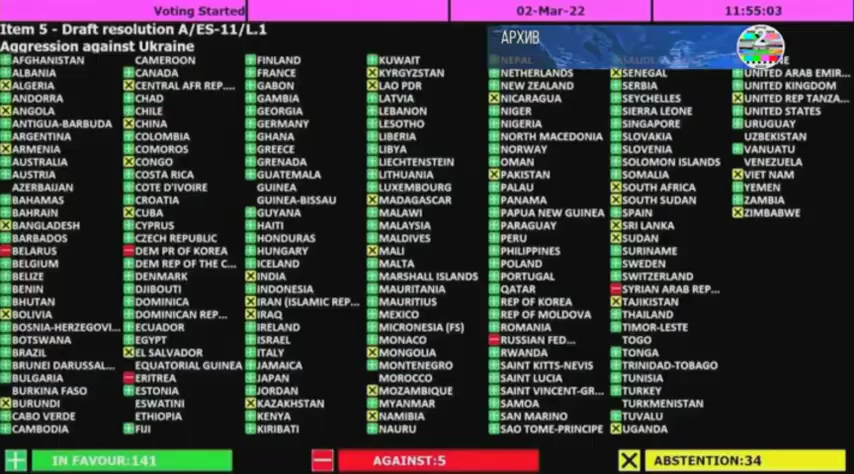 Voting Started
02-Mar-22
11:55:03
Item 5 - Draft resolution A/ES-11/L.1
Aggression against Ukraine
АРХИВ
2
AFGHANISTAN
ALBANIA
ALGERIA
ANDORRA
ANGOLA
ANTIGUA-BARBUDA
ARGENTINA
ARMENIA
AUSTRALIA
AUSTRIA
AZERBAIJAN
BAHAMAS
BAHRAIN
BANGLADESH
BARBADOS
BELARUS
BELGIUM
BELIZE
BENIN
BHUTAN
BOLIVIA
BOSNIA-HERZEGOVI...
BOTSWANA
BRAZIL
BRUNEI DARUSSAL...
BULGARIA
BURKINA FASO
BURUNDI
CABO VERDE
CAMBODIA
CAMEROON
CANADA
CENTRAL AFR REP...
CHAD
CHILE
CHINA
COLOMBIA
COMOROS
CONGO
COSTA RICA
COTE D'IVOIRE
CROATIA
CUBA
CYPRUS
CZECH REPUBLIC
DEM PR OF KOREA
DEM REP OF THE C...
DENMARK
DJIBOUTI
DOMINICA
DOMINICAN REP...
ECUADOR
EGYPT
EL SALVADOR
EQUATORIAL GUINEA
ERITREA
ESTONIA
ESWATINI
ETHIOPIA
FIJI
FINLAND
FRANCE
GABON
GAMBIA
GEORGIA
GERMANY
GHANA
GREECE
GRENADA
GUATEMALA
GUINEA
GUINEA-BISSAU
GUYANA
HAITI
HONDURAS
HUNGARY
ICELAND
INDIA
INDONESIA
IRAN (ISLAMIC REP...
IRAQ
IRELAND
ISRAEL
ITALY
JAMAICA
JAPAN
JORDAN
KAZAKHSTAN
KENYA
KIRIBATI
KUWAIT
KYRGYZSTAN
LAO PDR
LATVIA
LEBANON
LESOTHO
LIBERIA
LIBYA
LIECHTENSTEIN
LITHUANIA
LUXEMBOURG
MADAGASCAR
MALAWI
MALAYSIA
MALDIVES
MALI
MALTA
MARSHALL ISLANDS
MAURITANIA
MAURITIUS
MEXICO
MICRONESIA (FS)
MONACO
MONGOLIA
MONTENEGRO
MOROCCO
MOZAMBIQUE
MYANMAR
NAMIBIA
NAURU
NEPAL
NETHERLANDS
NEW ZEALAND
NICARAGUA
NIGER
NIGERIA
NORTH MACEDONIA
NORWAY
OMAN
PAKISTAN
PALAU
PANAMA
PAPUA NEW GUINEA
PARAGUAY
PERU
PHILIPPINES
POLAND
PORTUGAL
QATAR
REP OF KOREA
REP OF MOLDOVA
ROMANIA
RUSSIAN FED...
RWANDA
SAINT KITTS-NEVIS
SAINT LUCIA
SAINT VINCENT-GR...
SAMOA
SAN MARINO
SAO TOME-PRINCIPE
SENEGAL
SERBIA
SEYCHELLES
SIERRA LEONE
SINGAPORE
SLOVAKIA
SLOVENIA
SOLOMON ISLANDS
SOMALIA
SOUTH AFRICA
SOUTH SUDAN
SPAIN
SRI LANKA
SUDAN
SURINAME
SWEDEN
SWITZERLAND
SYRIAN ARAB REP...
TAJIKISTAN
THAILAND
TIMOR-LESTE
TOGO
TONGA
TRINIDAD-TOBAGO
TUNISIA
TURKEY
TURKMENISTAN
TUVALU
UGANDA
UNITED ARAB EMIR...
UNITED KINGDOM
UNITED REP TANZA...
UNITED STATES
URUGUAY
UZBEKISTAN
VANUATU
VENEZUELA
VIET NAM
YEMEN
ZAMBIA
ZIMBABWE
IN FAVOUR:141
AGAINST:5
ABSTENTION:34